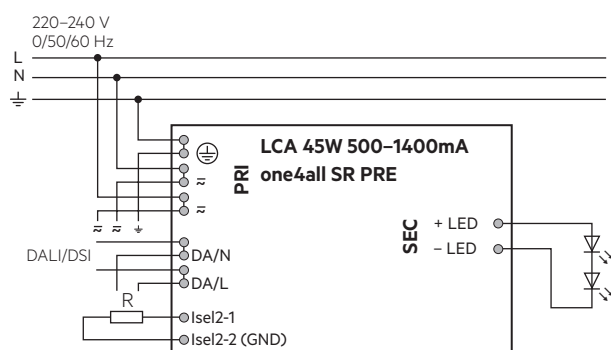 220–240 V
0/50/60 Hz
L
N
LCA 45W 500–1400mA
one4all SR PRE
PRI
SEC
+ LED
– LED
DALI/DSI
DA/N
DA/L
R
Isel2-1
Isel2-2 (GND)